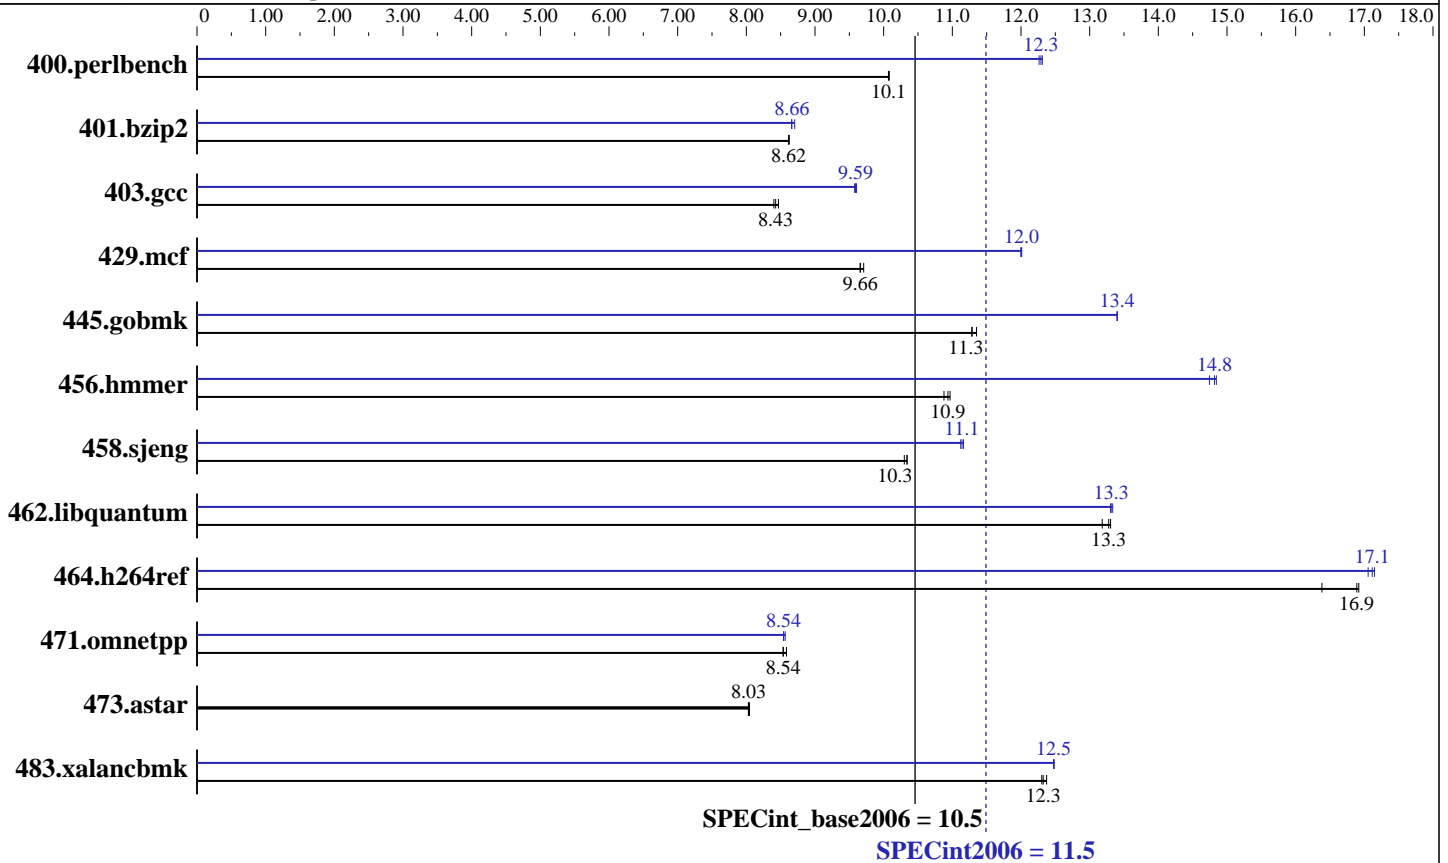 0 1.00 2.00 3.00 4.00 5.00 6.00 7.00 8.00 9.00 10.0 11.0 12.0 13.0 14.0 15.0 16.0 17.0 18.0
12.3
400.perlbench
10.1
8.66
401.bzip2
8.62
9.59
403.gcc
8.43
12.0
429.mcf
9.66
13.4
445.gobmk
11.3
14.8
456.hmmer
10.9
11.1
458.sjeng
10.3
13.3
462.libquantum
13.3
17.1
464.h264ref
16.9
8.54
471.omnetpp
8.54
8.03
473.astar
12.5
483.xalancbmk
12.3
SPECint_base2006 = 10.5
SPECint2006 = 11.5